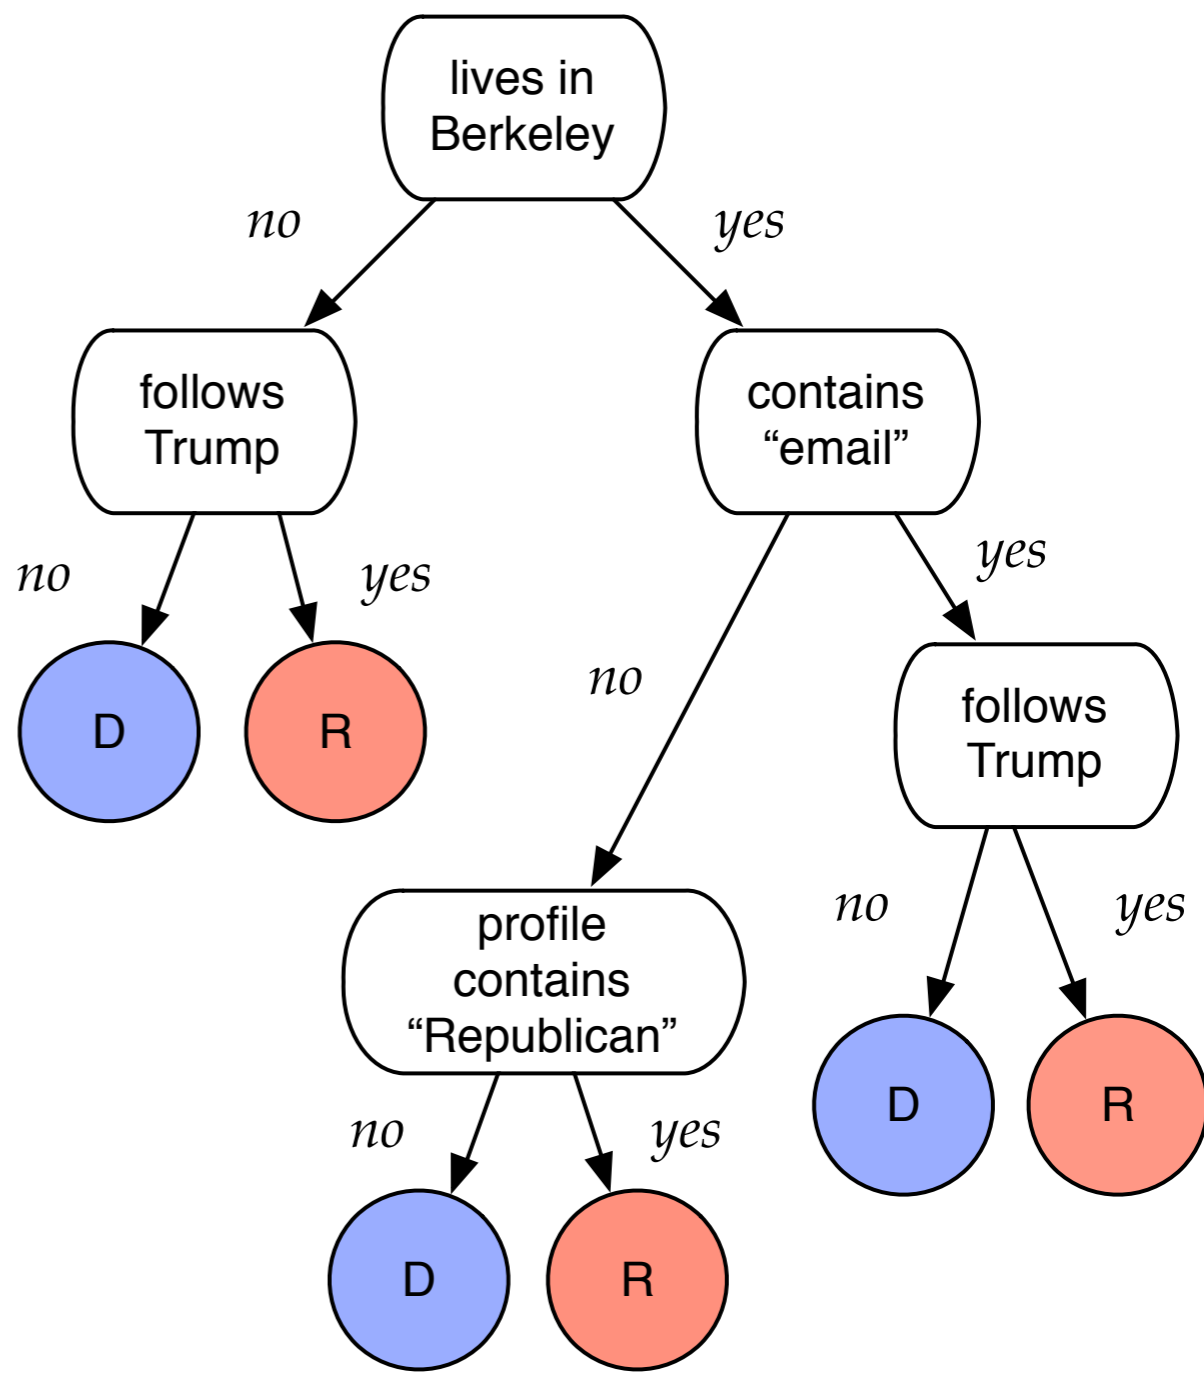 lives in
Berkeley
no
yes
follows
Trump
contains
“email”
no
yes
yes
no
D
R
follows
Trump
profile
contains
“Republican”
no
yes
no
yes
D
R
D
R